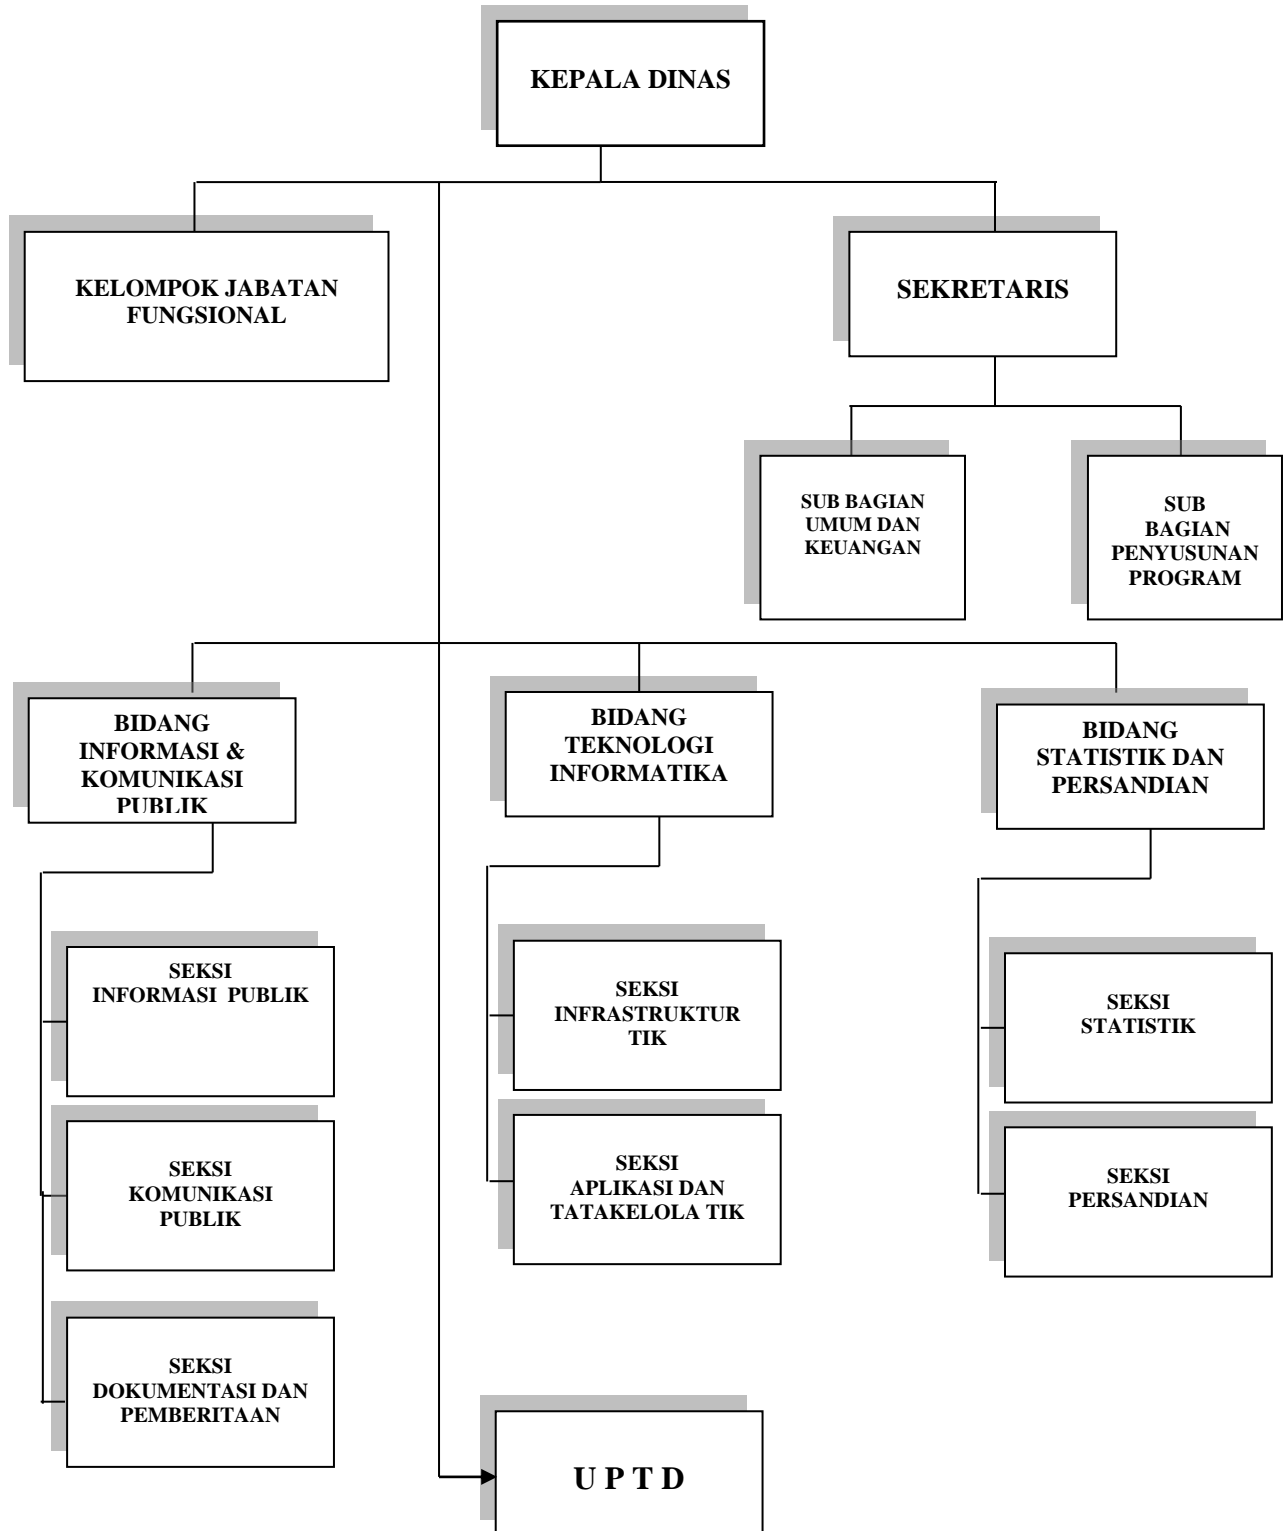 KEPALA DINAS
KELOMPOK JABATAN
FUNGSIONAL
SEKRETARIS
SUB BAGIAN
UMUM DAN
KEUANGAN
SUB
BAGIAN
PENYUSUNAN
PROGRAM
BIDANG
INFORMASI &
KOMUNIKASI
PUBLIK
BIDANG
TEKNOLOGI
INFORMATIKA
BIDANG
STATISTIK DAN
PERSANDIAN
SEKSI
INFORMASI PUBLIK
SEKSI
INFRASTRUKTUR
TIK
SEKSI
STATISTIK
SEKSI
KOMUNIKASI
PUBLIK
SEKSI
APLIKASI DAN
TATAKELOLA TIK
SEKSI
PERSANDIAN
SEKSI
DOKUMENTASI DAN
PEMBERITAAN
U P T D